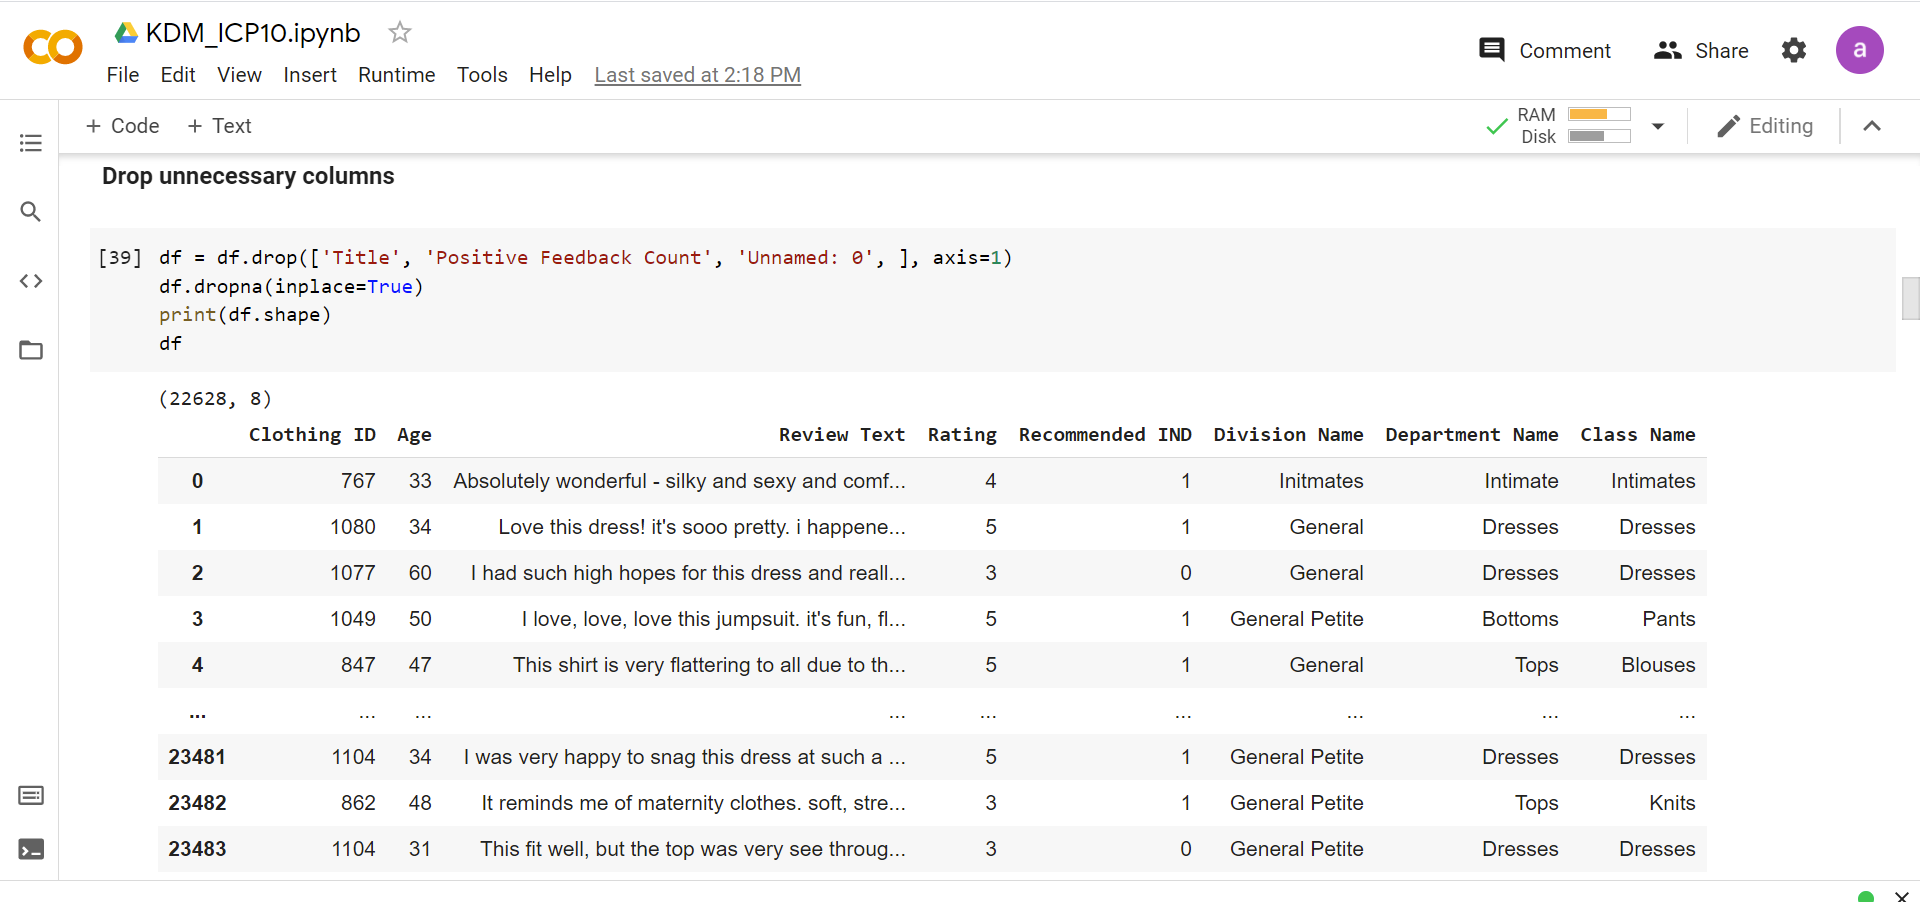 KDM_ICP10.ipynb
Comment Share a
File Edit View Insert Runtime Tools Help Last saved at 2:18 PM
+ Code + Text RAM Disk Editing
Drop unnecessary columns
[39] df = df.drop(['Title', 'Positive Feedback Count', 'Unnamed: 0', ], axis=1)
df.dropna(inplace=True)
print(df.shape)
df
(22628, 8)
Clothing ID Age Review Text Rating Recommended IND Division Name Department Name Class Name
0 767 33 Absolutely wonderful - silky and sexy and comf... 4 1 Initmates Intimate Intimates
1 1080 34 Love this dress! it's sooo pretty. i happene... 5 1 General Dresses Dresses
2 1077 60 I had such high hopes for this dress and reall... 3 0 General Dresses Dresses
3 1049 50 I love, love, love this jumpsuit. it's fun, fl... 5 1 General Petite Bottoms Pants
4 847 47 This shirt is very flattering to all due to th... 5 1 General Tops Blouses
... ... ... ... ... ... ... ... ...
23481 1104 34 I was very happy to snag this dress at such a ... 5 1 General Petite Dresses Dresses
23482 862 48 It reminds me of maternity clothes. soft, stre... 3 1 General Petite Tops Knits
23483 1104 31 This fit well, but the top was very see throug... 3 0 General Petite Dresses Dresses